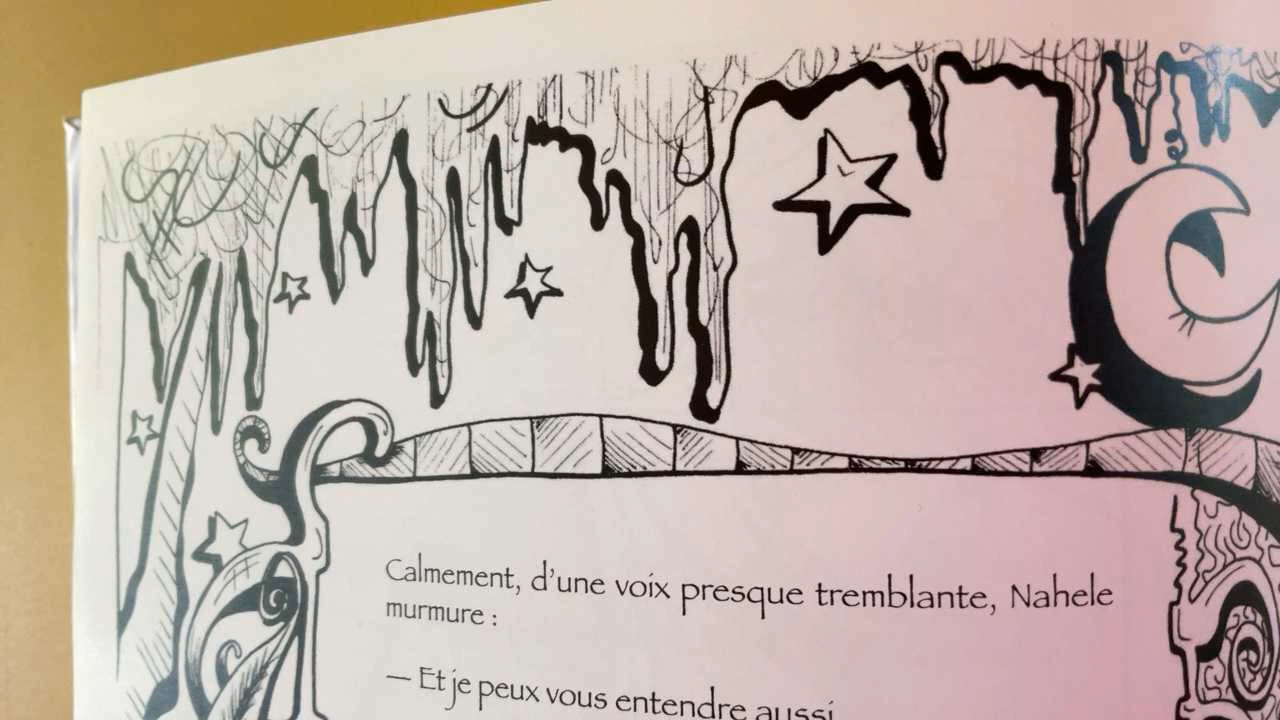 Calmement, d'une voix presque tremblante, Nahele
murmure :
— Et je peux vous entendre aussi